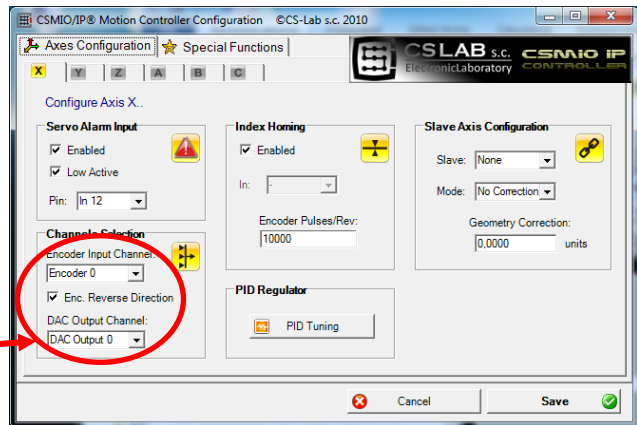 CSMIO/IP® Motion Controller Configuration ©CS-Lab s.c. 2010
Axes Configuration Special Functions
CSLAB s.c.
ElectronicLaboratory
CSMIO IP
CONTROLLER
X Y Z A B C
Configure Axis X..
Servo Alarm Input
Enabled
Low Active
Pin: In 12
Channels Selection
Encoder Input Channel:
Encoder 0
Enc. Reverse Direction
DAC Output Channel:
DAC Output 0
Index Homing
Enabled
In: -
Encoder Pulses/Rev:
10000
PID Regulator
PID Tuning
Slave Axis Configuration
Slave: None
Mode: No Correction
Geometry Correction:
0,0000 units
Cancel Save